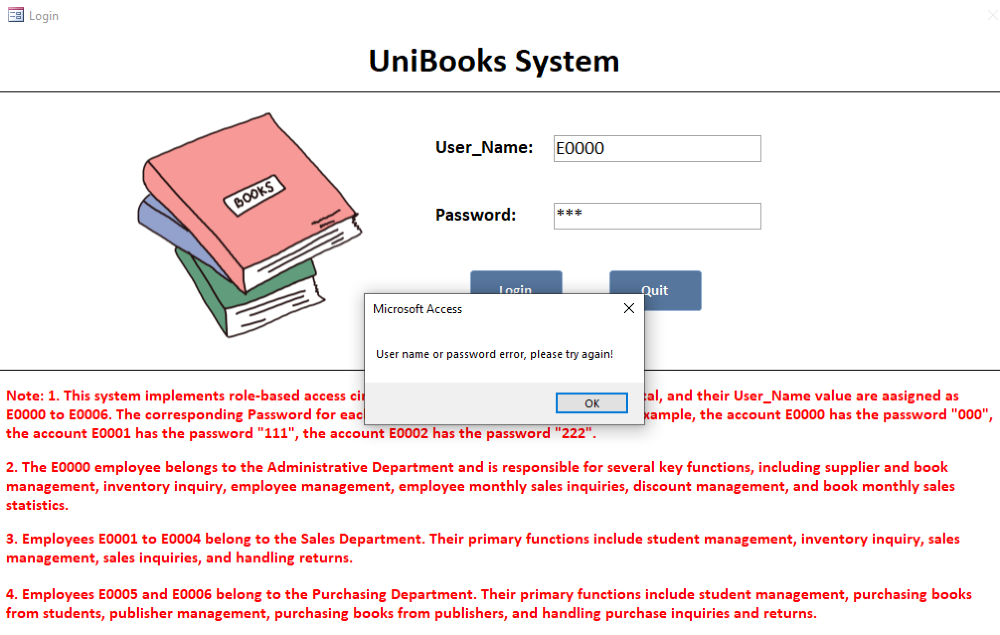 Login
UniBooks System
BOOKS
User_Name: E0000
Password: ***
Login Quit
Microsoft Access
User name or password error, please try again!
OK
Note: 1. This system implements role-based access tal, and their User_Name value are aasigned as
E0000 to E0006. The corresponding Password for the account E0000 has the password "000",
the account E0001 has the password "111", the account E0002 has the password "222".
2. The E0000 employee belongs to the Administrative Department and is responsible for several key functions, including supplier and book
management, inventory inquiry, employee management, employee monthly sales inquiries, discount management, and book monthly sales
statistics.
3. Employees E0001 to E0004 belong to the Sales Department. Their primary functions include student management, inventory inquiry, sales
management, sales inquiries, and handling returns.
4. Employees E0005 and E0006 belong to the Purchasing Department. Their primary functions include student management, purchasing books
from students, publisher management, purchasing books from publishers, and handling purchase inquiries and returns.